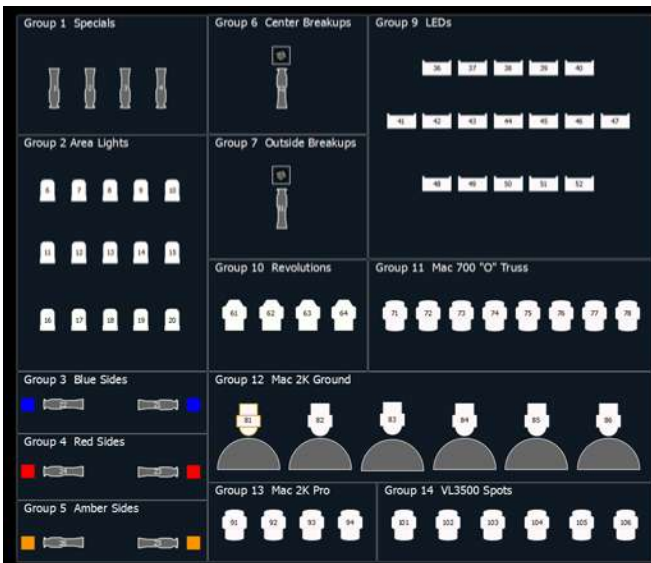 Group 1 Specials
Group 6 Center Breakups
Group 9 LEDs
36 37 38 39 40
41 42 43 44 45 46 47
48 49 50 51 52
Group 2 Area Lights
6 7 8 9 10
11 12 13 14 15
16 17 18 19 20
Group 7 Outside Breakups
Group 10 Revolutions
61 62 63 64
Group 11 Mac 700 "O" Truss
71 72 73 74 75 76 77 78
Group 3 Blue Sides
Group 4 Red Sides
Group 5 Amber Sides
Group 12 Mac 2K Ground
81 82 83 84 85 86
Group 13 Mac 2K Pro
91 92 93 94
Group 14 VL3500 Spots
101 102 103 104 105 106